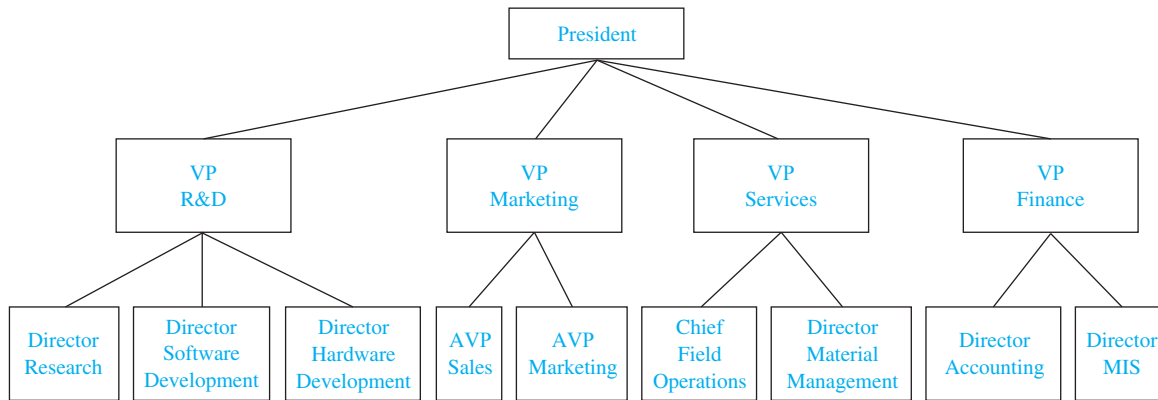 President
VP
R&D
VP
Marketing
VP
Services
VP
Finance
Director
Research
Director
Software
Development
Director
Hardware
Development
AVP
Sales
AVP
Marketing
Chief
Field
Operations
Director
Material
Management
Director
Accounting
Director
MIS